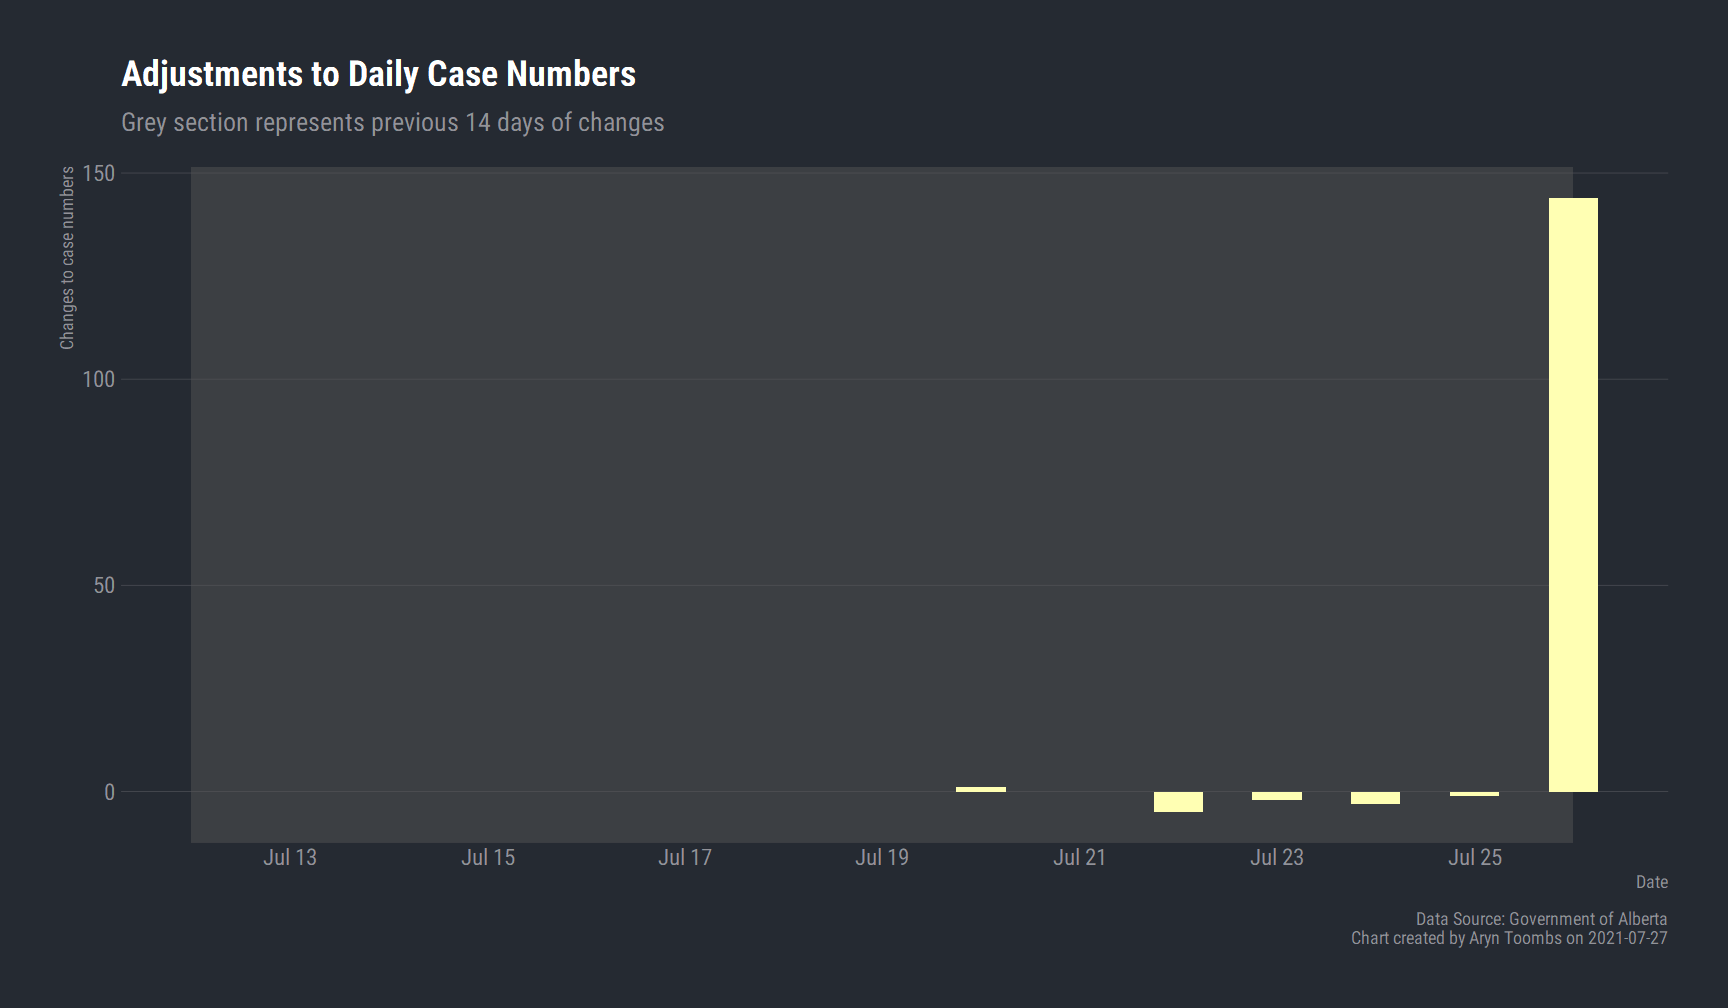 Adjustments to Daily Case Numbers
Grey section represents previous 14 days of changes
Changes to case numbers
150
100
50
0
Jul 13
Jul 15
Jul 17
Jul 19
Jul 21
Jul 23
Jul 25
Date
Data Source: Government of Alberta
Chart created by Aryn Toombs on 2021-07-27